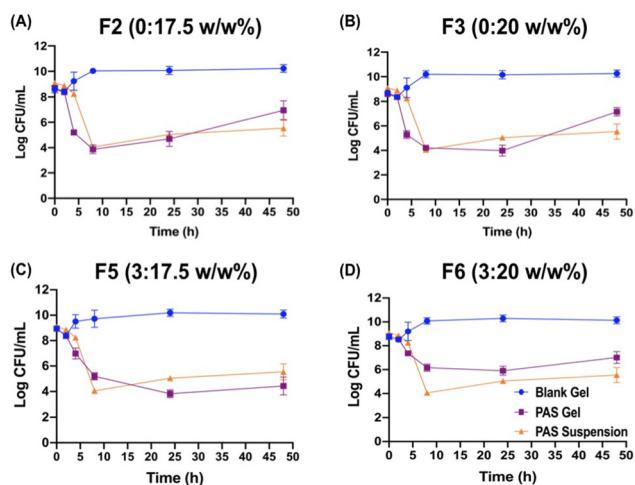 (A)
F2 (0:17.5 w/w%)
Log CFU/mL
12
10
8
6
4
2
0
0 5 10 15 20 25 30 35 40 45 50
Time (h)
(B)
F3 (0:20 w/w%)
Log CFU/mL
12
10
8
6
4
2
0
0 5 10 15 20 25 30 35 40 45 50
Time (h)
(C)
F5 (3:17.5 w/w%)
Log CFU/mL
12
10
8
6
4
2
0
0 5 10 15 20 25 30 35 40 45 50
Time (h)
(D)
F6 (3:20 w/w%)
Log CFU/mL
12
10
8
6
4
2
0
0 5 10 15 20 25 30 35 40 45 50
Time (h)
Blank Gel
PAS Gel
PAS Suspension